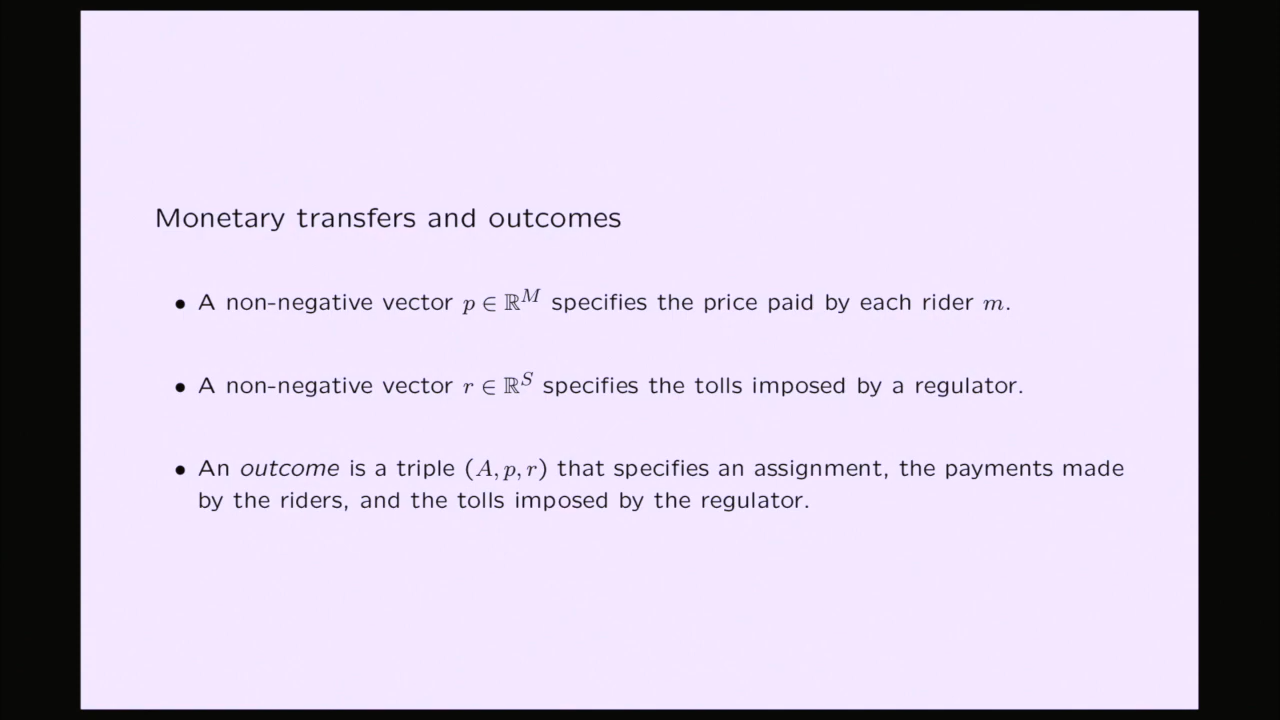 Monetary transfers and outcomes
• A non-negative vector p ∈ ℝ^M specifies the price paid by each rider m.
• A non-negative vector r ∈ ℝ^S specifies the tolls imposed by a regulator.
• An outcome is a triple (A, p, r) that specifies an assignment, the payments made
by the riders, and the tolls imposed by the regulator.